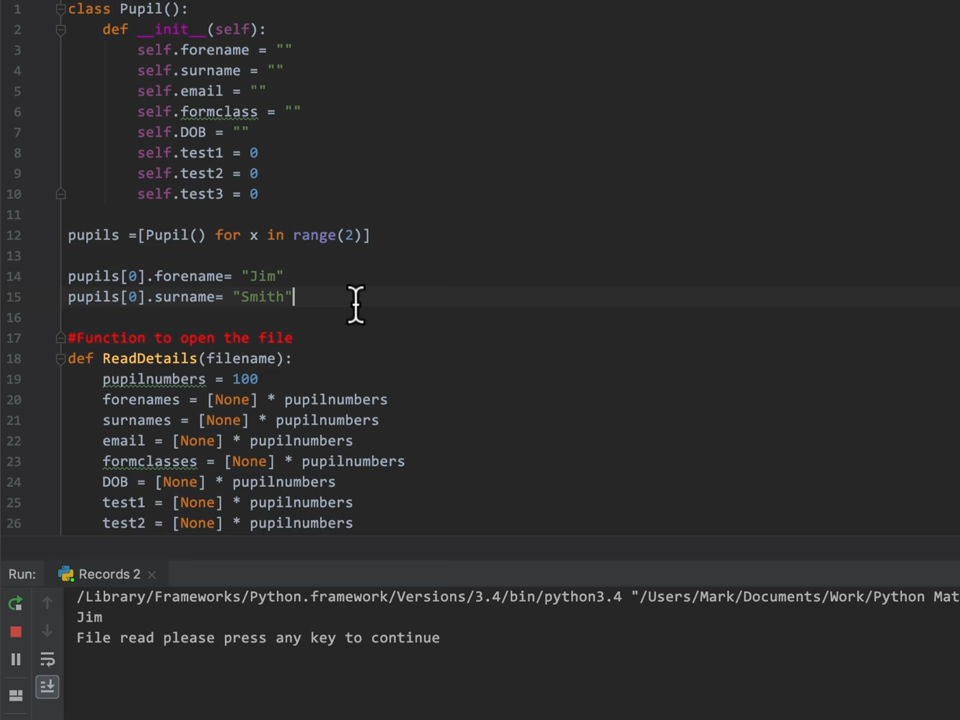 1 class Pupil():
2 def __init__(self):
3 self.forename = ""
4 self.surname = ""
5 self.email = ""
6 self.formclass = ""
7 self.DOB = ""
8 self.test1 = 0
9 self.test2 = 0
10 self.test3 = 0
11
12 pupils =[Pupil() for x in range(2)]
13
14 pupils[0].forename= "Jim"
15 pupils[0].surname= "Smith"
16
17 #Function to open the file
18 def ReadDetails(filename):
19 pupilnumbers = 100
20 forenames = [None] * pupilnumbers
21 surnames = [None] * pupilnumbers
22 email = [None] * pupilnumbers
23 formclasses = [None] * pupilnumbers
24 DOB = [None] * pupilnumbers
25 test1 = [None] * pupilnumbers
26 test2 = [None] * pupilnumbers
Run: Records 2
/Library/Frameworks/Python.framework/Versions/3.4/bin/python3.4 "/Users/Mark/Documents/Work/Python Mat
Jim
File read please press any key to continue